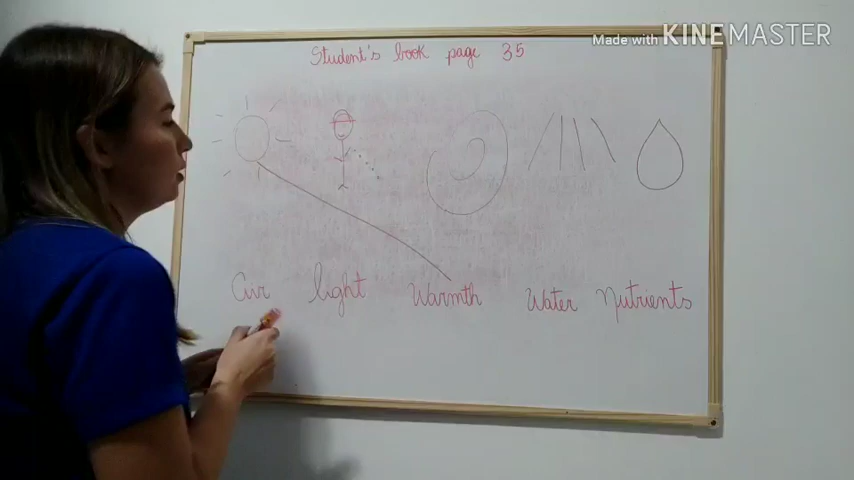 Made with KINEMASTER
Student's book page 35
Air light Warmth Water Nutrients